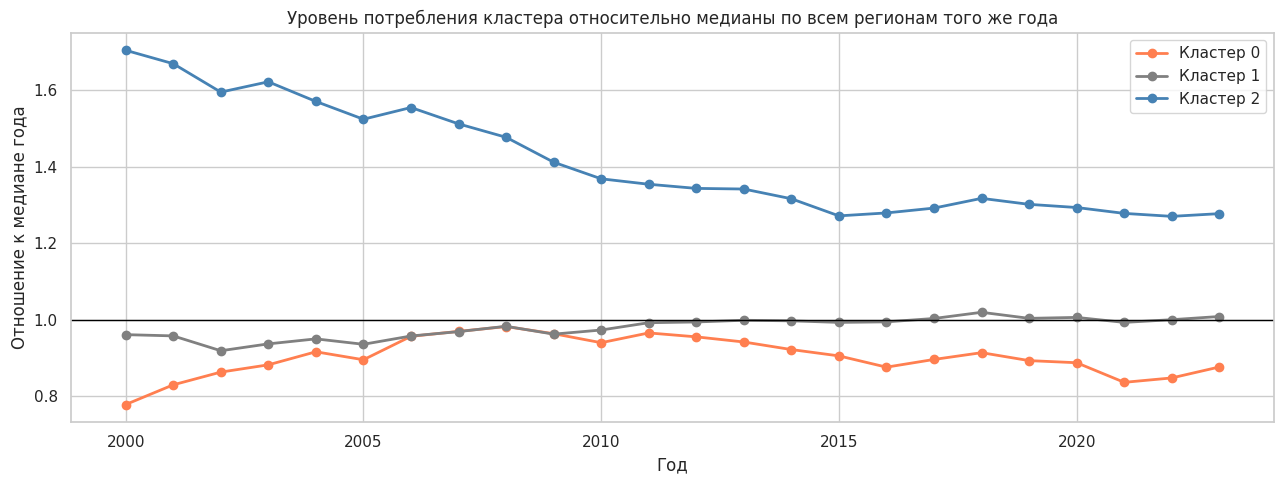 Уровень потребления кластера относительно медианы по всем регионам того же года
Отношение к медиане года
1.6
1.4
1.2
1.0
0.8
Кластер 0
Кластер 1
Кластер 2
2000
2005
2010
2015
2020
Год